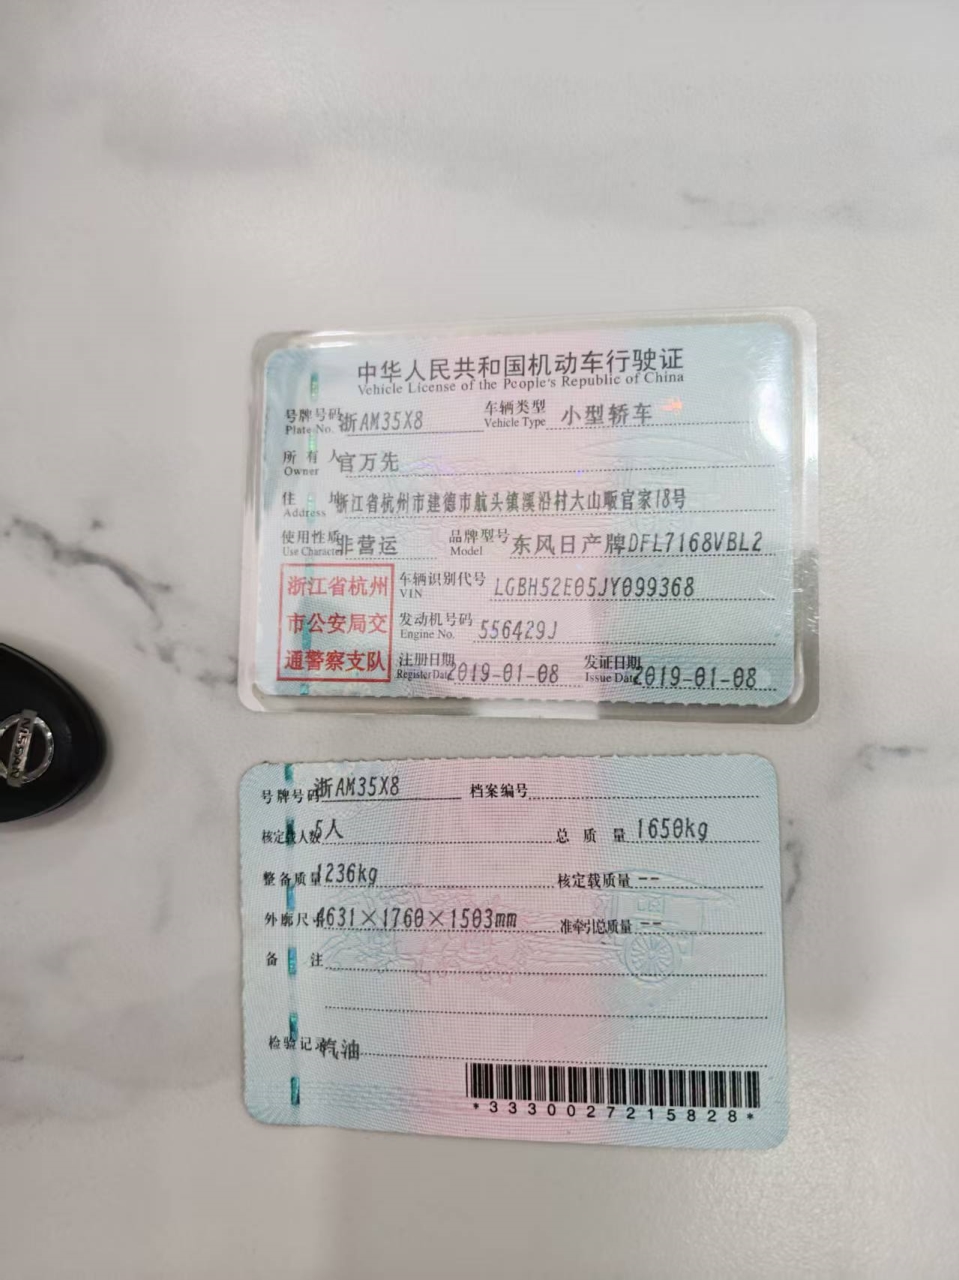 中华人民共和国机动车行驶证
Vehicle License of the People's Republic of China
号牌号码 浙AM35X8 车辆类型 小型轿车
Plate No. Vehicle Type
所有人 官万先
Owner
住址 浙江省杭州市建德市航头镇溪沿村大山畈官家18号
Address
使用性质 非营运 品牌型号 东风日产牌DFL7168VBL2
Use Character Model
浙江省杭州
市公安局交
通警察支队
车辆识别代号 LGBH52E05JY099368
VIN
发动机号码 556429J
Engine No.
注册日期 2019-01-08 发证日期 2019-01-08
Register Date Issue Date
号牌号码 浙AM35X8 档案编号
核定载人数 5人 总质量 1650kg
整备质量 1236kg 核定载质量 --
外廓尺寸 4631×1760×1503mm 准牵引总质量 --
备注
检验记录 汽油
*3330027215828*
NISSAN